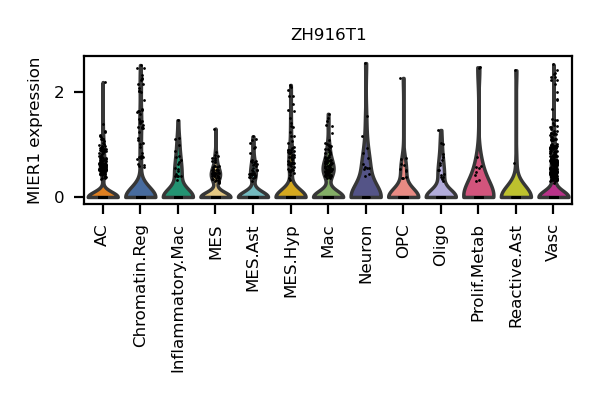 ZH916T1
MIER1 expression
2
0
AC
Chromatin.Reg
Inflammatory.Mac
MES
MES.Ast
MES.Hyp
Mac
Neuron
OPC
Oligo
Prolif.Metab
Reactive.Ast
Vasc